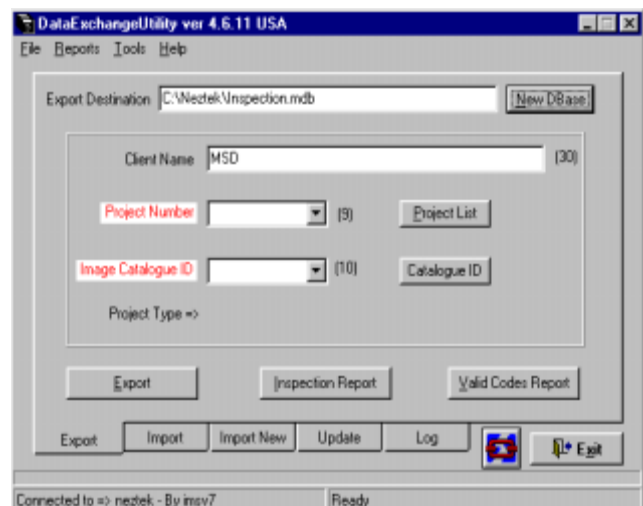 DataExchangeUtility ver 4.6.11 USA
File Reports Tools Help
Export Destination C:\Neztek\Inspection.mdb New DBase
Client Name MSD (30)
Project Number (9) Project List
Image Catalogue ID (10) Catalogue ID
Project Type =>
Export Inspection Report Valid Codes Report
Export Import Import New Update Log Exit
Connected to => neztek - By imsv7 Ready